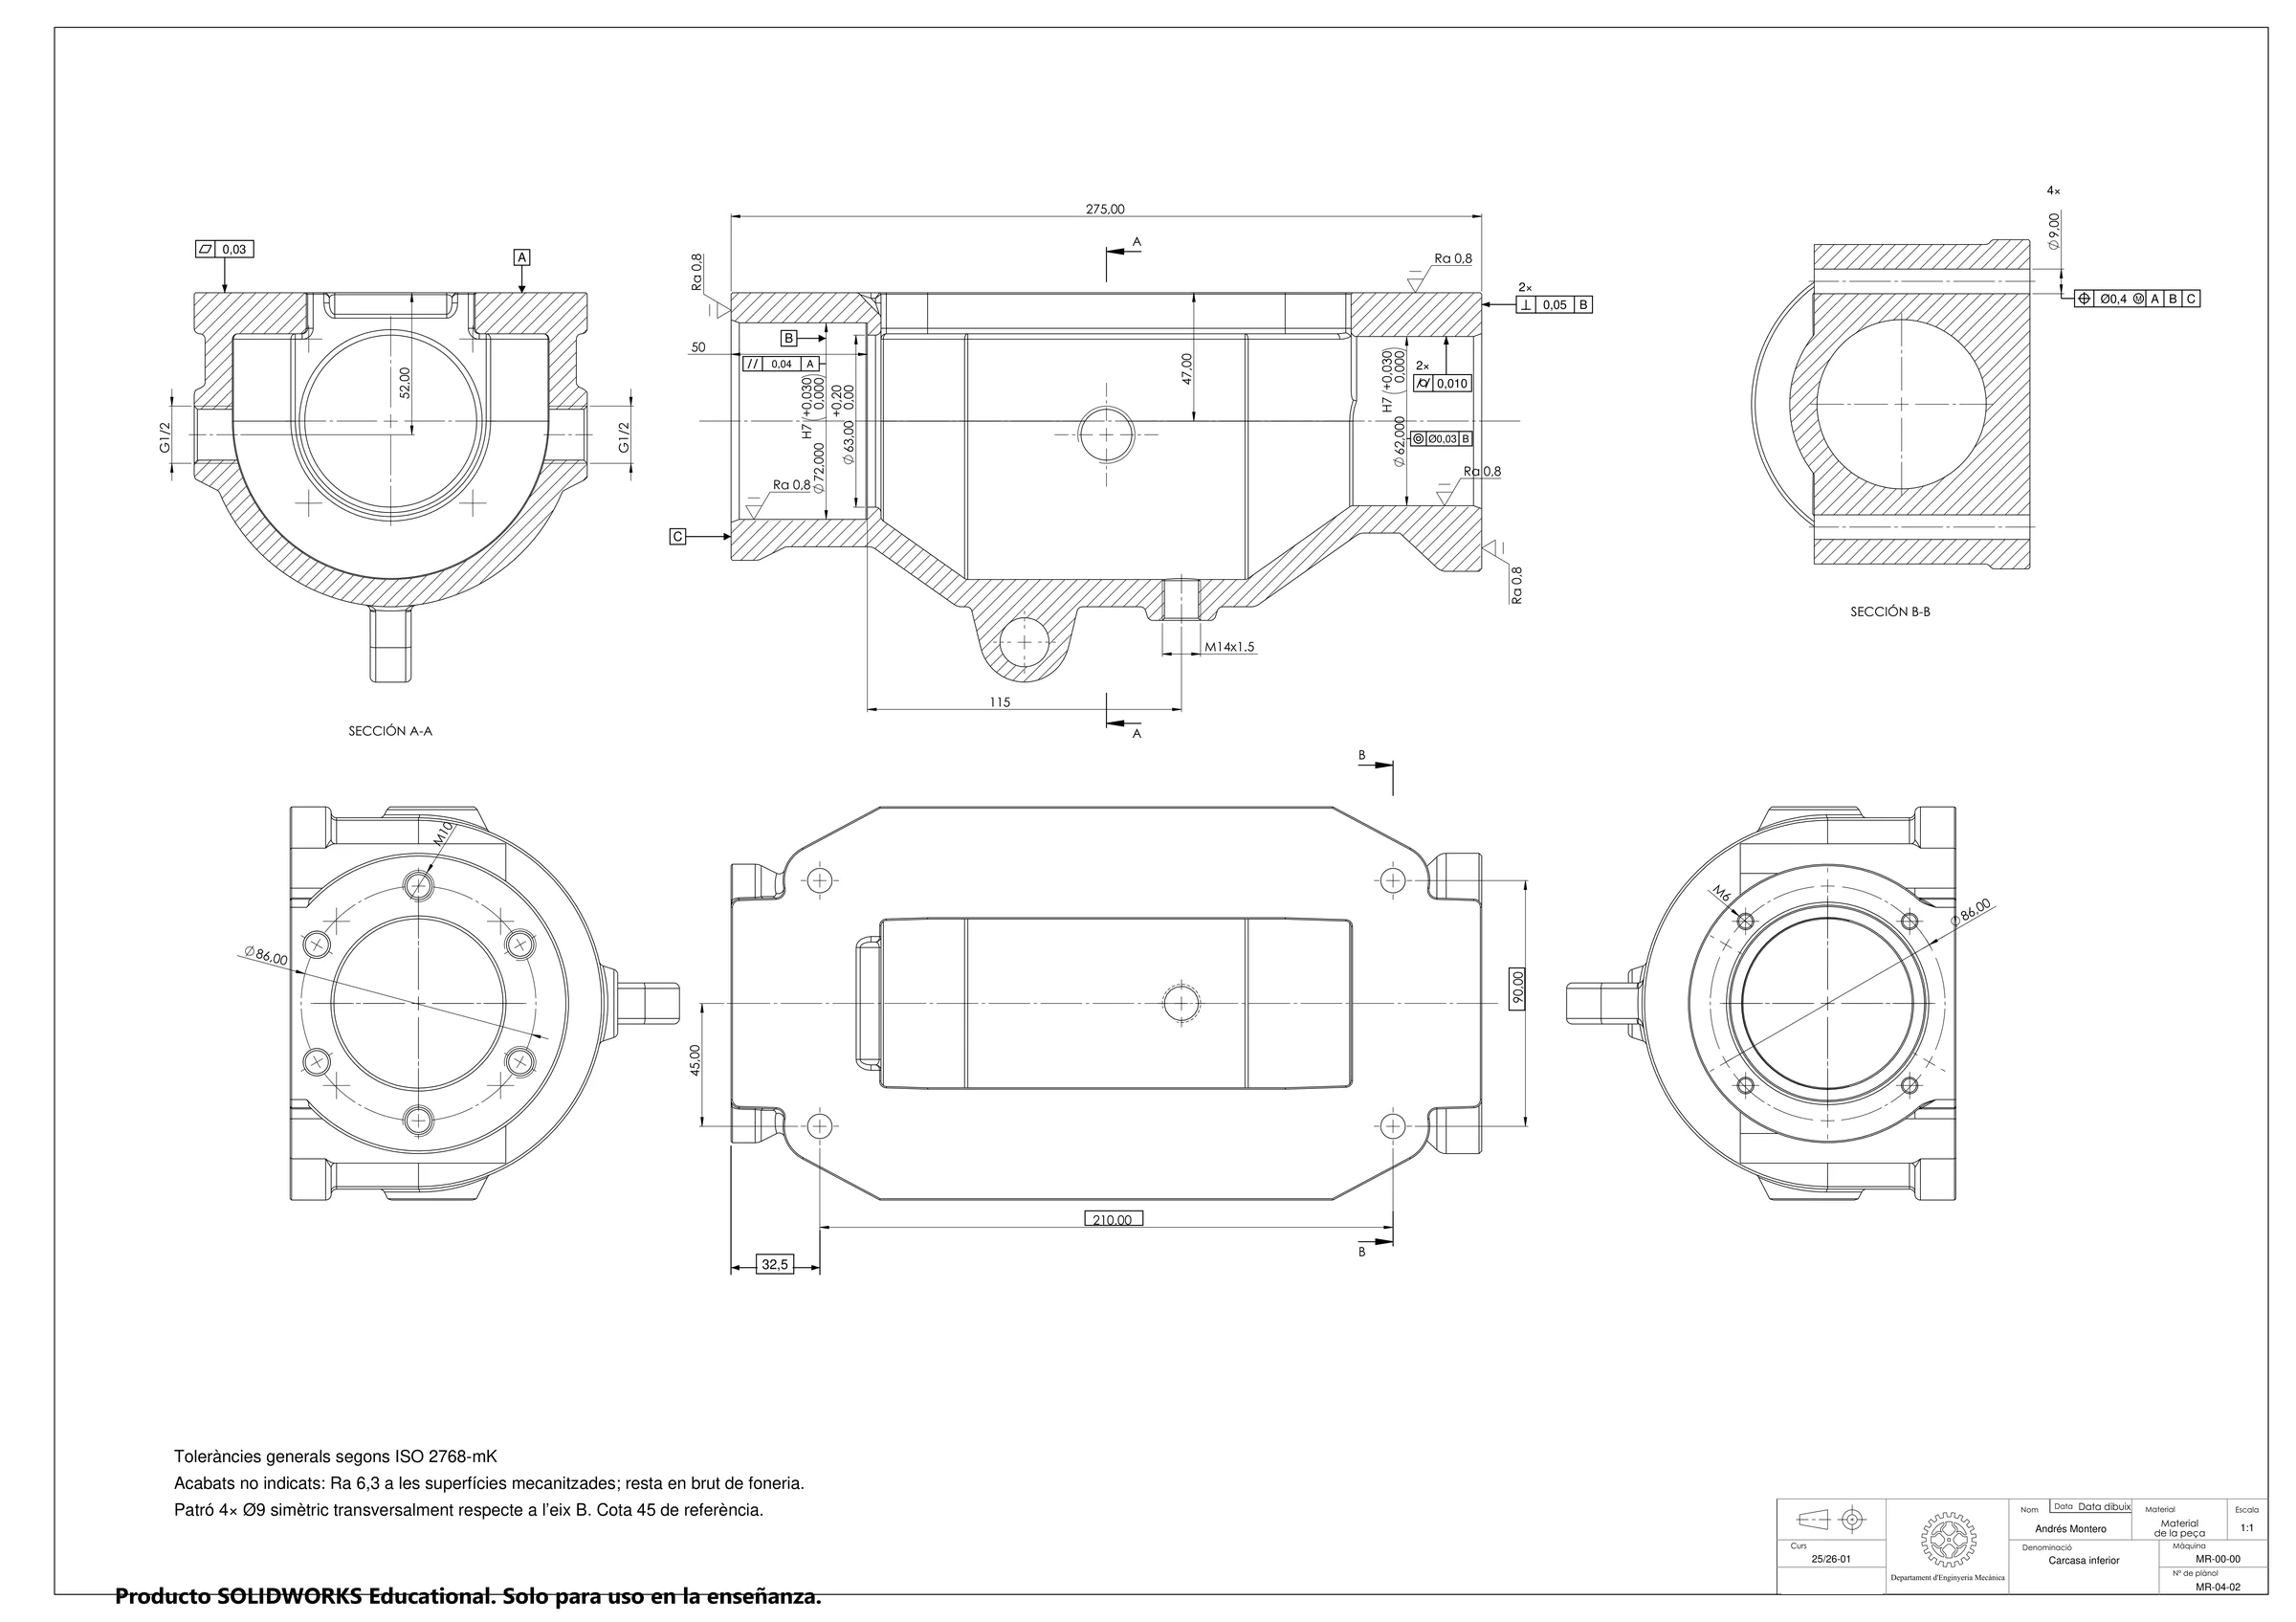 275,00
A
Ra 0,8
Ra 0,8
4×
Ø9,00
⌖ Ø0,4 Ⓜ A B C
2×
⊥ 0,05 B
⏥ 0,03
A
50
B
// 0,04 A
Ø72,000 H7 (+0,030 0,000)
Ø63,00 +0,20 0,00
47,00
Ø62,000 H7 (+0,030 0,000)
2×
⌭ 0,010
◎ Ø0,03 B
Ra 0,8
Ra 0,8
Ra 0,8
C
52,00
G1/2
G1/2
M14x1.5
115
A
SECCIÓN A-A
SECCIÓN B-B
B
M10
Ø86,00
45,00
90,00
M6
Ø86,00
210,00
B
32,5
Toleràncies generals segons ISO 2768-mK
Acabats no indicats: Ra 6,3 a les superfícies mecanitzades; resta en brut de foneria.
Patró 4× Ø9 simètric transversalment respecte a l'eix B. Cota 45 de referència.
Nom
Data Data dibuix
Material
Escala
Andrés Montero
Material
de la peça
1:1
Curs
25/26-01
Denominació
Carcasa inferior
Màquina
MR-00-00
Nº de plànol
MR-04-02
Departament d'Enginyeria Mecànica
Producto SOLIDWORKS Educational. Solo para uso en la enseñanza.